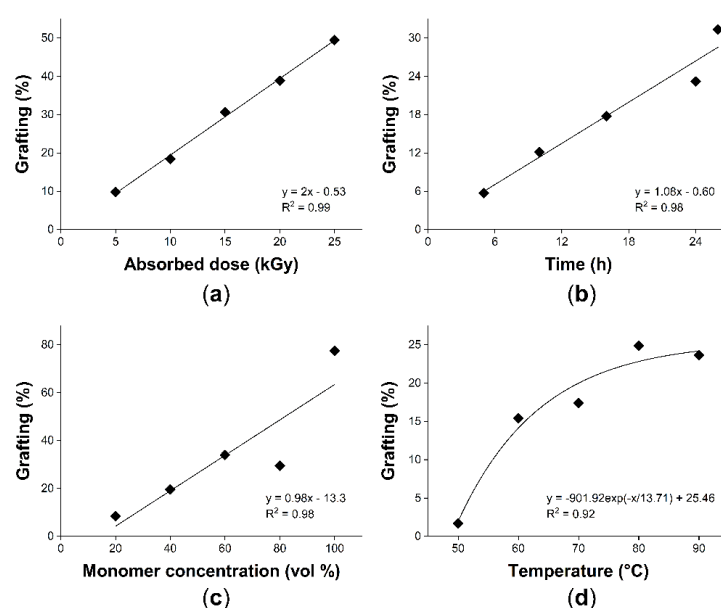 50
40
30
20
10
0
Grafting (%)
y = 2x - 0.53
R² = 0.99
0 5 10 15 20 25
Absorbed dose (kGy)
(a)
36
30
24
18
12
6
0
Grafting (%)
y = 1.08x - 0.60
R² = 0.98
0 6 12 18 24
Time (h)
(b)
80
60
40
20
0
Grafting (%)
y = 0.98x - 13.3
R² = 0.98
0 20 40 60 80 100
Monomer concentration (vol %)
(c)
25
20
15
10
5
0
Grafting (%)
y = -901.92exp(-x/13.71) + 25.46
R² = 0.92
50 60 70 80 90
Temperature (°C)
(d)